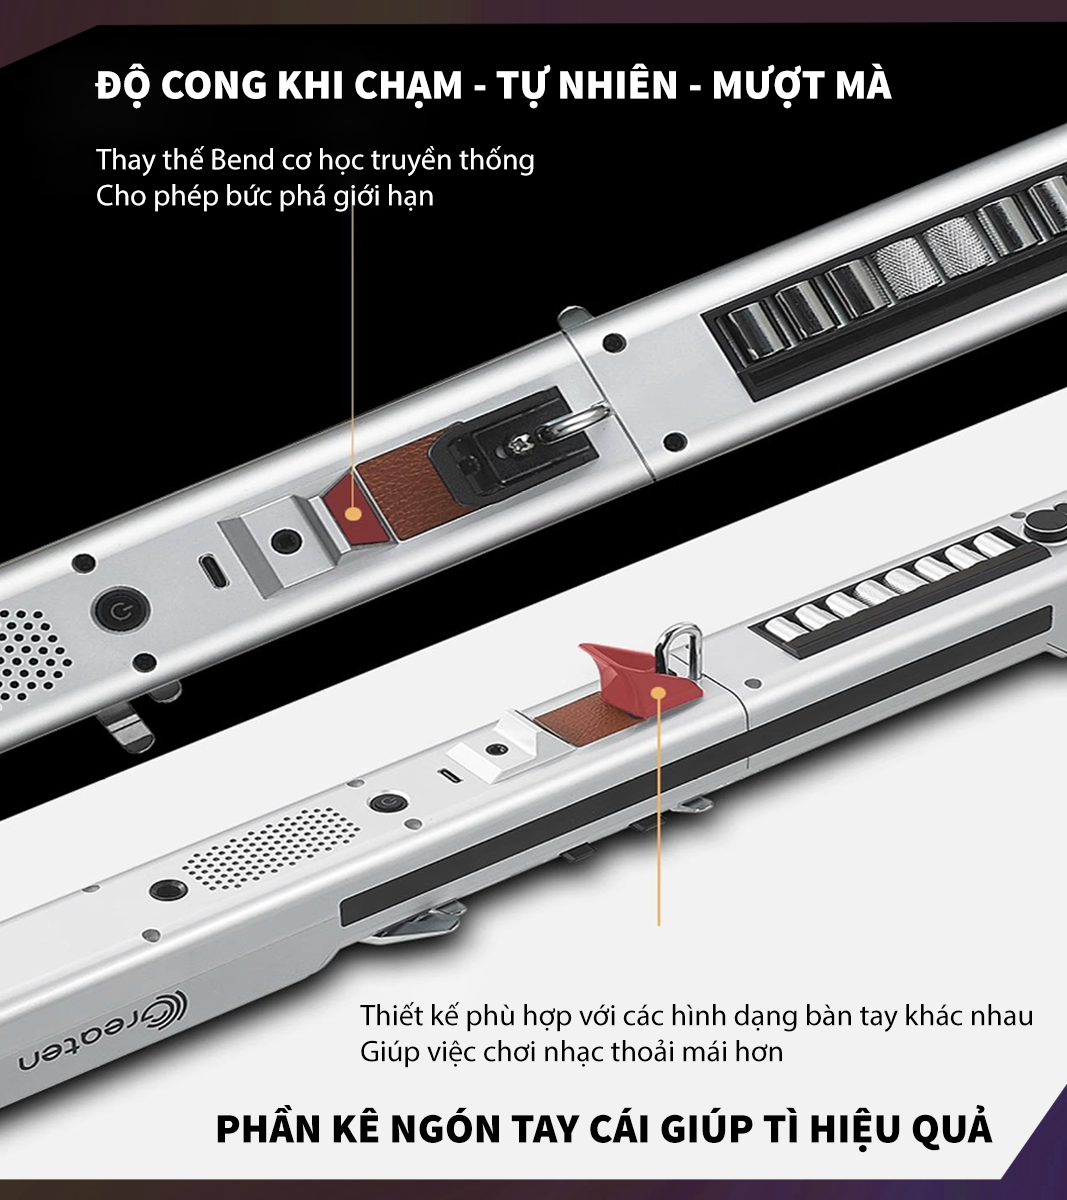 ĐỘ CONG KHI CHẠM - TỰ NHIÊN - MƯỢT MÀ
Thay thế Bend cơ học truyền thống
Cho phép bức phá giới hạn
Greaten
Thiết kế phù hợp với các hình dạng bàn tay khác nhau
Giúp việc chơi nhạc thoải mái hơn
PHẦN KÊ NGÓN TAY CÁI GIÚP TÌ HIỆU QUẢ